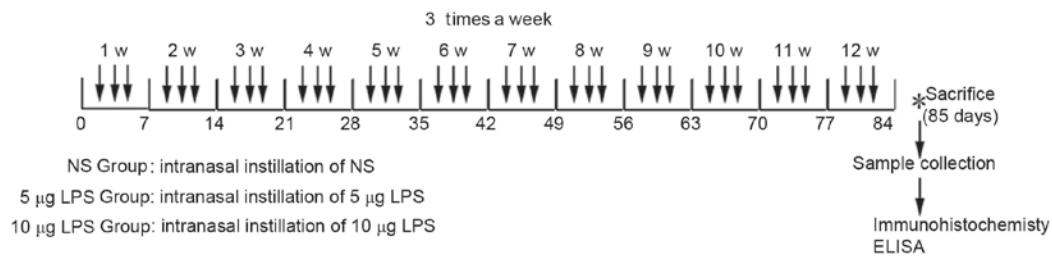 3 times a week
1 w 2 w 3 w 4 w 5 w 6 w 7 w 8 w 9 w 10 w 11 w 12 w
0 7 14 21 28 35 42 49 56 63 70 77 84
*Sacrifice
(85 days)
Sample collection
Immunohistochemisty
ELISA
NS Group: intranasal instillation of NS
5 μg LPS Group: intranasal instillation of 5 μg LPS
10 μg LPS Group: intranasal instillation of 10 μg LPS